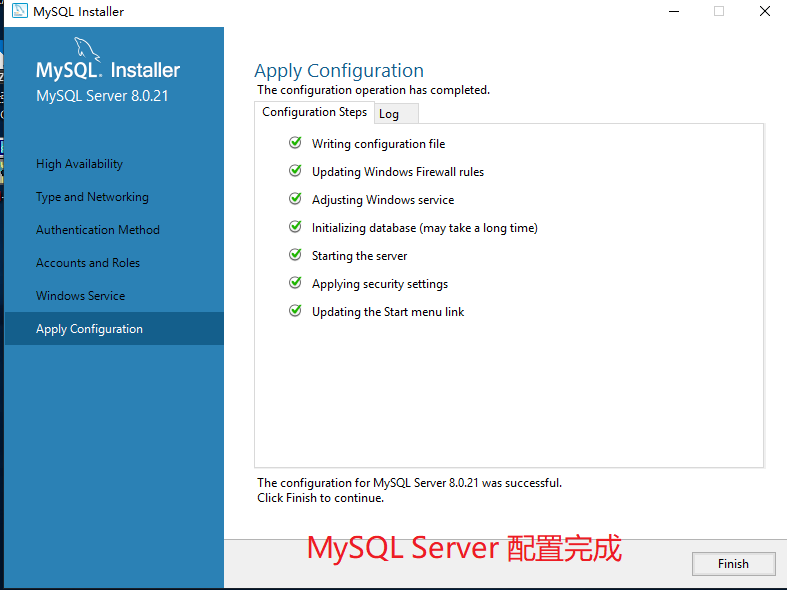 MySQL Installer
MySQL. Installer
MySQL Server 8.0.21
High Availability
Type and Networking
Authentication Method
Accounts and Roles
Windows Service
Apply Configuration
Apply Configuration
The configuration operation has completed.
Configuration Steps Log
Writing configuration file
Updating Windows Firewall rules
Adjusting Windows service
Initializing database (may take a long time)
Starting the server
Applying security settings
Updating the Start menu link
The configuration for MySQL Server 8.0.21 was successful.
Click Finish to continue.
MySQL Server 配置完成
Finish